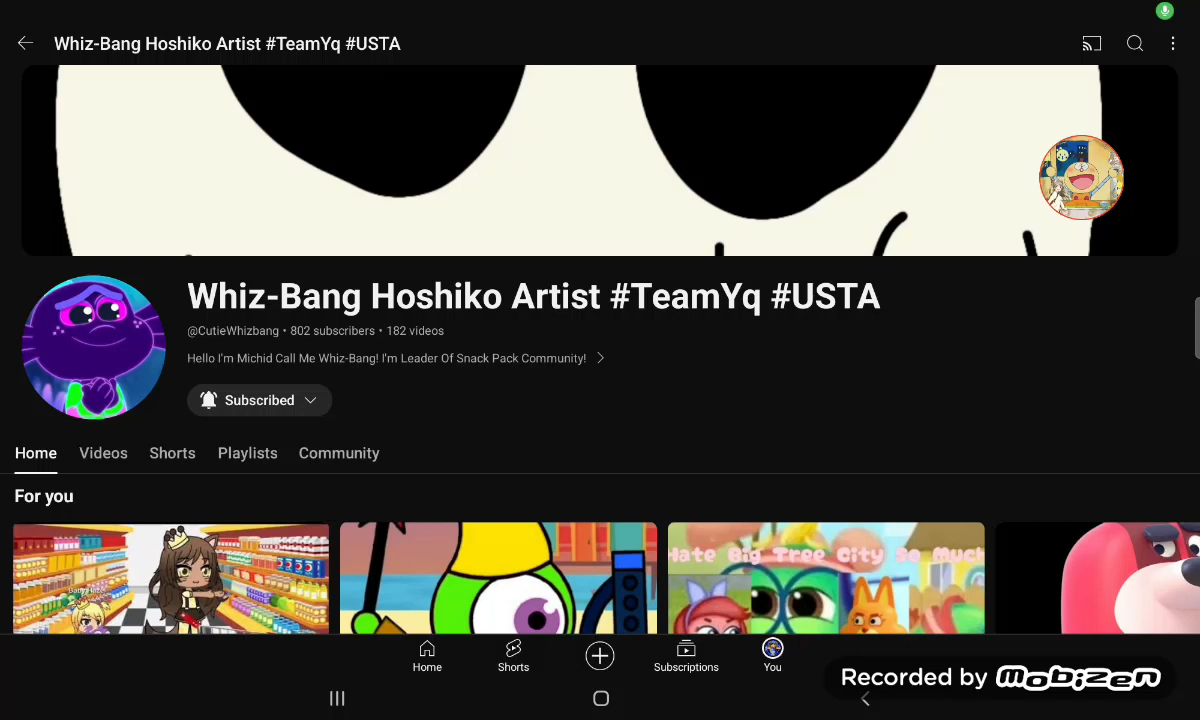 Whiz-Bang Hoshiko Artist #TeamYq #USTA
Whiz-Bang Hoshiko Artist #TeamYq #USTA
@CutieWhizbang • 802 subscribers • 182 videos
Hello I'm Michid Call Me Whiz-Bang! I'm Leader Of Snack Pack Community!
Subscribed
Home Videos Shorts Playlists Community
For you
Hate Big Tree City So Much
Home Shorts Subscriptions You
Recorded by mobizen